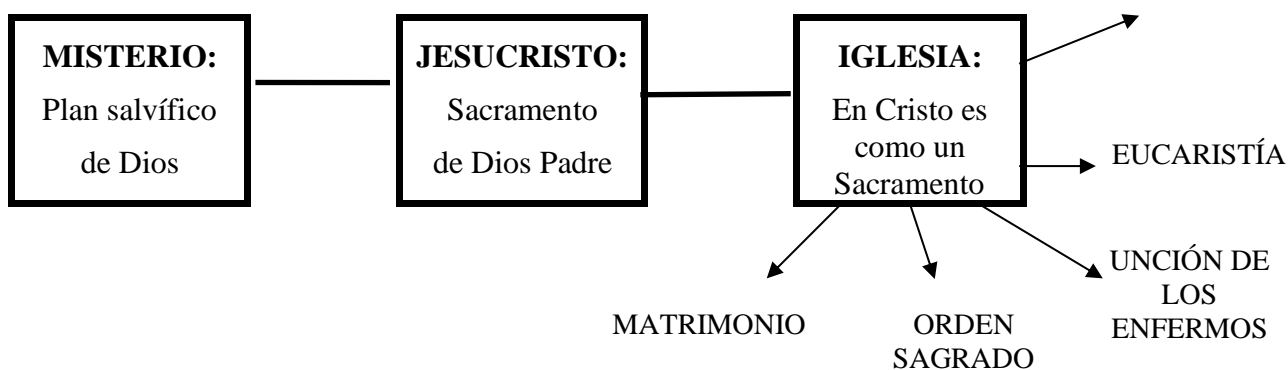 MISTERIO:
Plan salvífico
de Dios
JESUCRISTO:
Sacramento
de Dios Padre
IGLESIA:
En Cristo es
como un
Sacramento
EUCARISTÍA
UNCIÓN DE
LOS
ENFERMOS
MATRIMONIO
ORDEN
SAGRADO